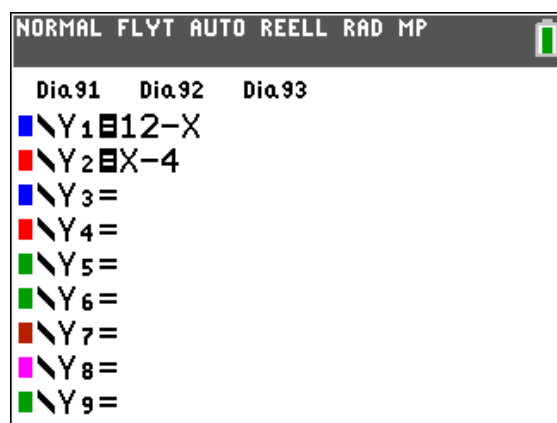 NORMAL FLYT AUTO REELL RAD MP
Dia91 Dia92 Dia93
\Y1=12-X
\Y2=X-4
\Y3=
\Y4=
\Y5=
\Y6=
\Y7=
\Y8=
\Y9=